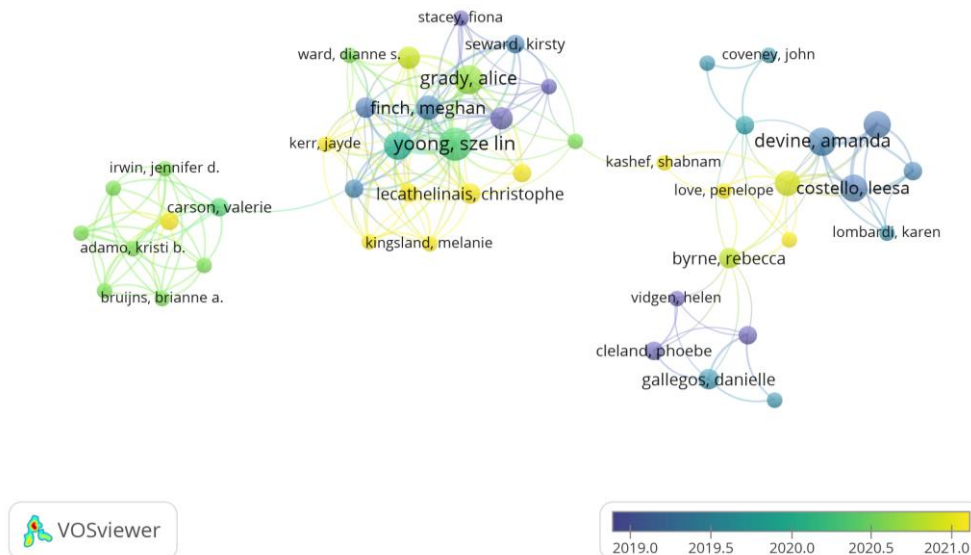 stacey, fiona
seward, kirsty
ward, dianne s.
grady, alice
finch, meghan
kerr, jayde
yoong, sze lin
lecathelinais, christophe
kingsland, melanie
irwin, jennifer d.
carson, valerie
adamo, kristi b.
bruijns, brianne a.
coveney, john
devine, amanda
kashef, shabnam
love, penelope
costello, leesa
lombardi, karen
byrne, rebecca
vidgen, helen
cleland, phoebe
gallegos, danielle
VOSviewer
2019.0 2019.5 2020.0 2020.5 2021.0